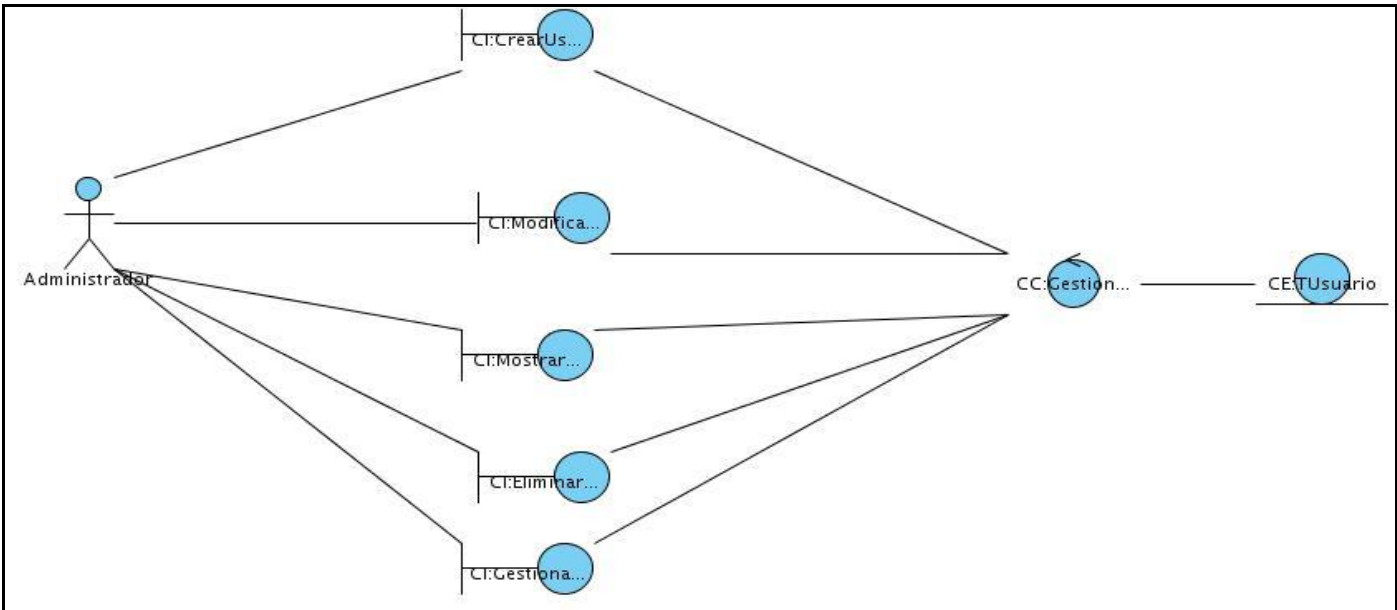 CI:CrearUs...
CI:Modifica...
Administrador
CC:Gestion...
CE:TUsuario
CI:Mostrar...
CI:Eliminar...
CI:Gestiona...